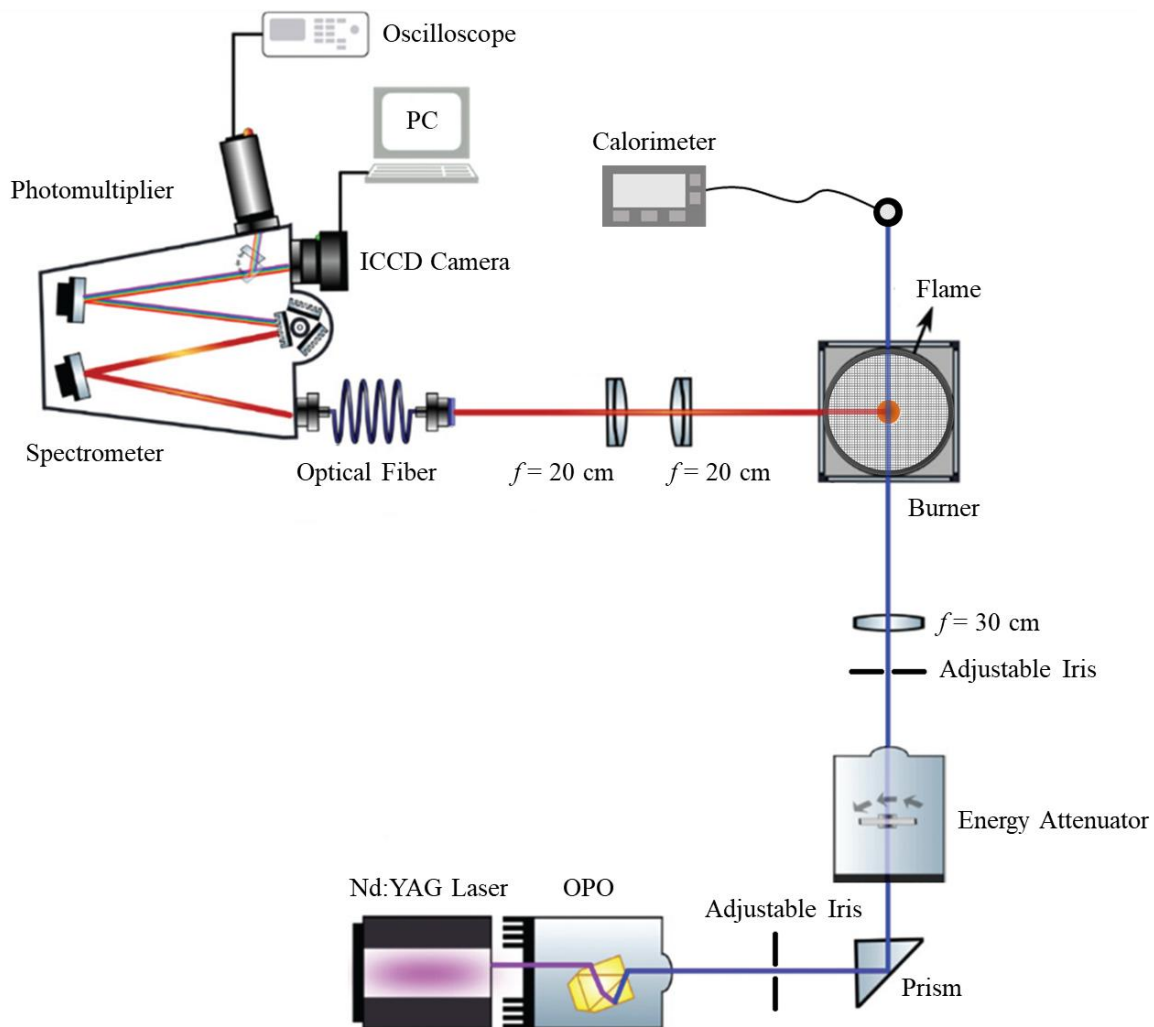 Oscilloscope
PC
Calorimeter
Photomultiplier
ICCD Camera
Flame
Spectrometer
Optical Fiber
f = 20 cm
f = 20 cm
Burner
f = 30 cm
Adjustable Iris
Energy Attenuator
Nd:YAG Laser
OPO
Adjustable Iris
Prism